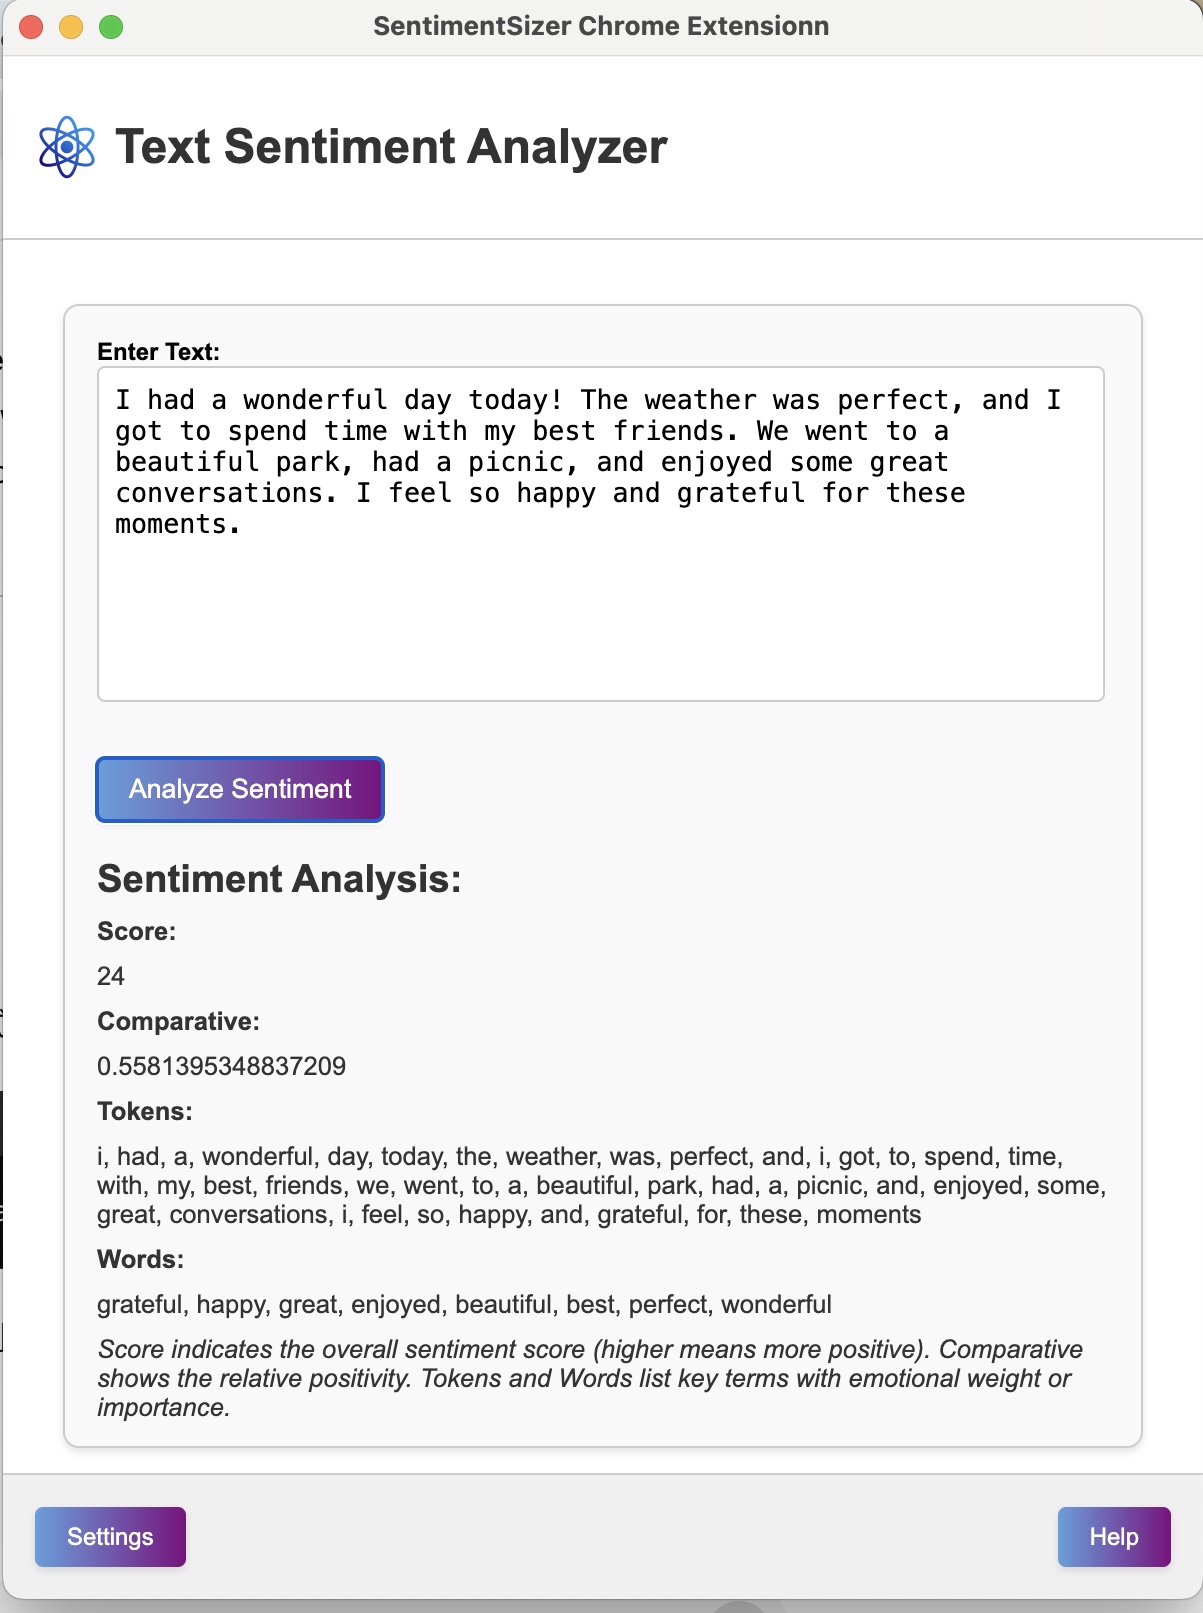 SentimentSizer Chrome Extensionn
Text Sentiment Analyzer
Enter Text:
I had a wonderful day today! The weather was perfect, and I
got to spend time with my best friends. We went to a
beautiful park, had a picnic, and enjoyed some great
conversations. I feel so happy and grateful for these
moments.
Analyze Sentiment
Sentiment Analysis:
Score:
24
Comparative:
0.5581395348837209
Tokens:
i, had, a, wonderful, day, today, the, weather, was, perfect, and, i, got, to, spend, time,
with, my, best, friends, we, went, to, a, beautiful, park, had, a, picnic, and, enjoyed, some,
great, conversations, i, feel, so, happy, and, grateful, for, these, moments
Words:
grateful, happy, great, enjoyed, beautiful, best, perfect, wonderful
Score indicates the overall sentiment score (higher means more positive). Comparative
shows the relative positivity. Tokens and Words list key terms with emotional weight or
importance.
Settings
Help